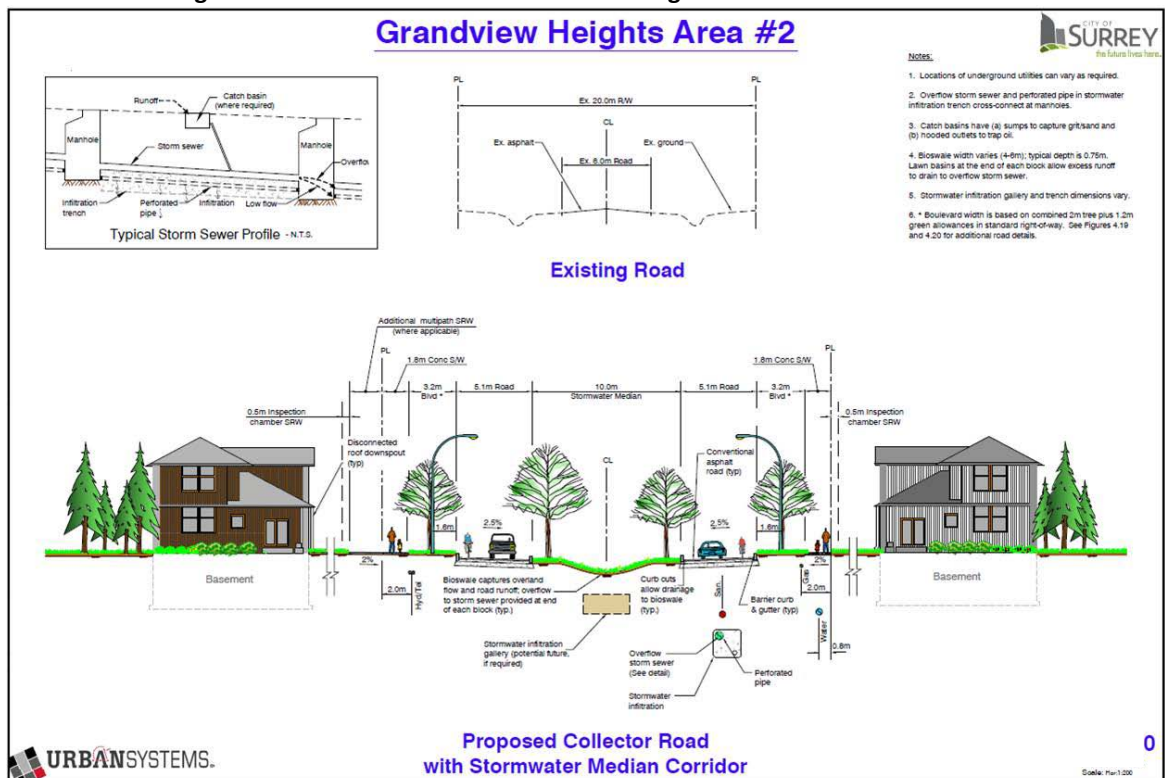 Grandview Heights Area #2
CITY OF
SURREY
the future lives here.
Notes:
1. Locations of underground utilities can vary as required.
2. Overflow storm sewer and perforated pipe in stormwater
infiltration trench cross-connect at manholes.
3. Catch basins have (a) sumps to capture grit/sand and
(b) hooded outlets to trap oil.
4. Bioswale width varies (4-6m); typical depth is 0.75m.
Lawn basins at the end of each block allow excess runoff
to drain to overflow storm sewer.
5. Stormwater infiltration gallery and trench dimensions vary.
6. * Boulevard width is based on combined 2m tree plus 1.2m
green allowances in standard right-of-way. See Figures 4.19
and 4.20 for additional road details.
Runoff
Catch basin
(where required)
Manhole
Storm sewer
Manhole
Overflo
Infiltration
trench
Perforated
pipe
Infiltration
Low flow
Typical Storm Sewer Profile - N.T.S.
PL
PL
Ex. 20.0m R/W
CL
Ex. asphalt
Ex. 6.0m Road
Ex. ground
Existing Road
Additional multipath SRW
(where applicable)
PL
1.8m Conc S/W
3.2m
Blvd *
5.1m Road
10.0m
Stormwater Median
5.1m Road
3.2m
Blvd *
1.8m Conc S/W
PL
0.5m Inspection
chamber SRW
0.5m Inspection
chamber SRW
Disconnected
roof downspout
(typ)
CL
Conventional
asphalt
road (typ)
1.6m
2.5%
2.5%
1.6m
2%
2%
Basement
Basement
2.0m
Hyd/Tel
Bioswale captures overland
flow and road runoff; overflow
to storm sewer provided at end
of each block (typ.)
Curb cuts
allow drainage
to bioswale
(typ.)
San.
Barrier curb
& gutter (typ)
Gas
2.0m
Water
0.8m
Stormwater infiltration
gallery (potential future,
if required)
Overflow
storm sewer
(See detail)
Perforated
pipe
Stormwater
infiltration
URBANSYSTEMS.
Proposed Collector Road
with Stormwater Median Corridor
0
Scale: Plan 1:200